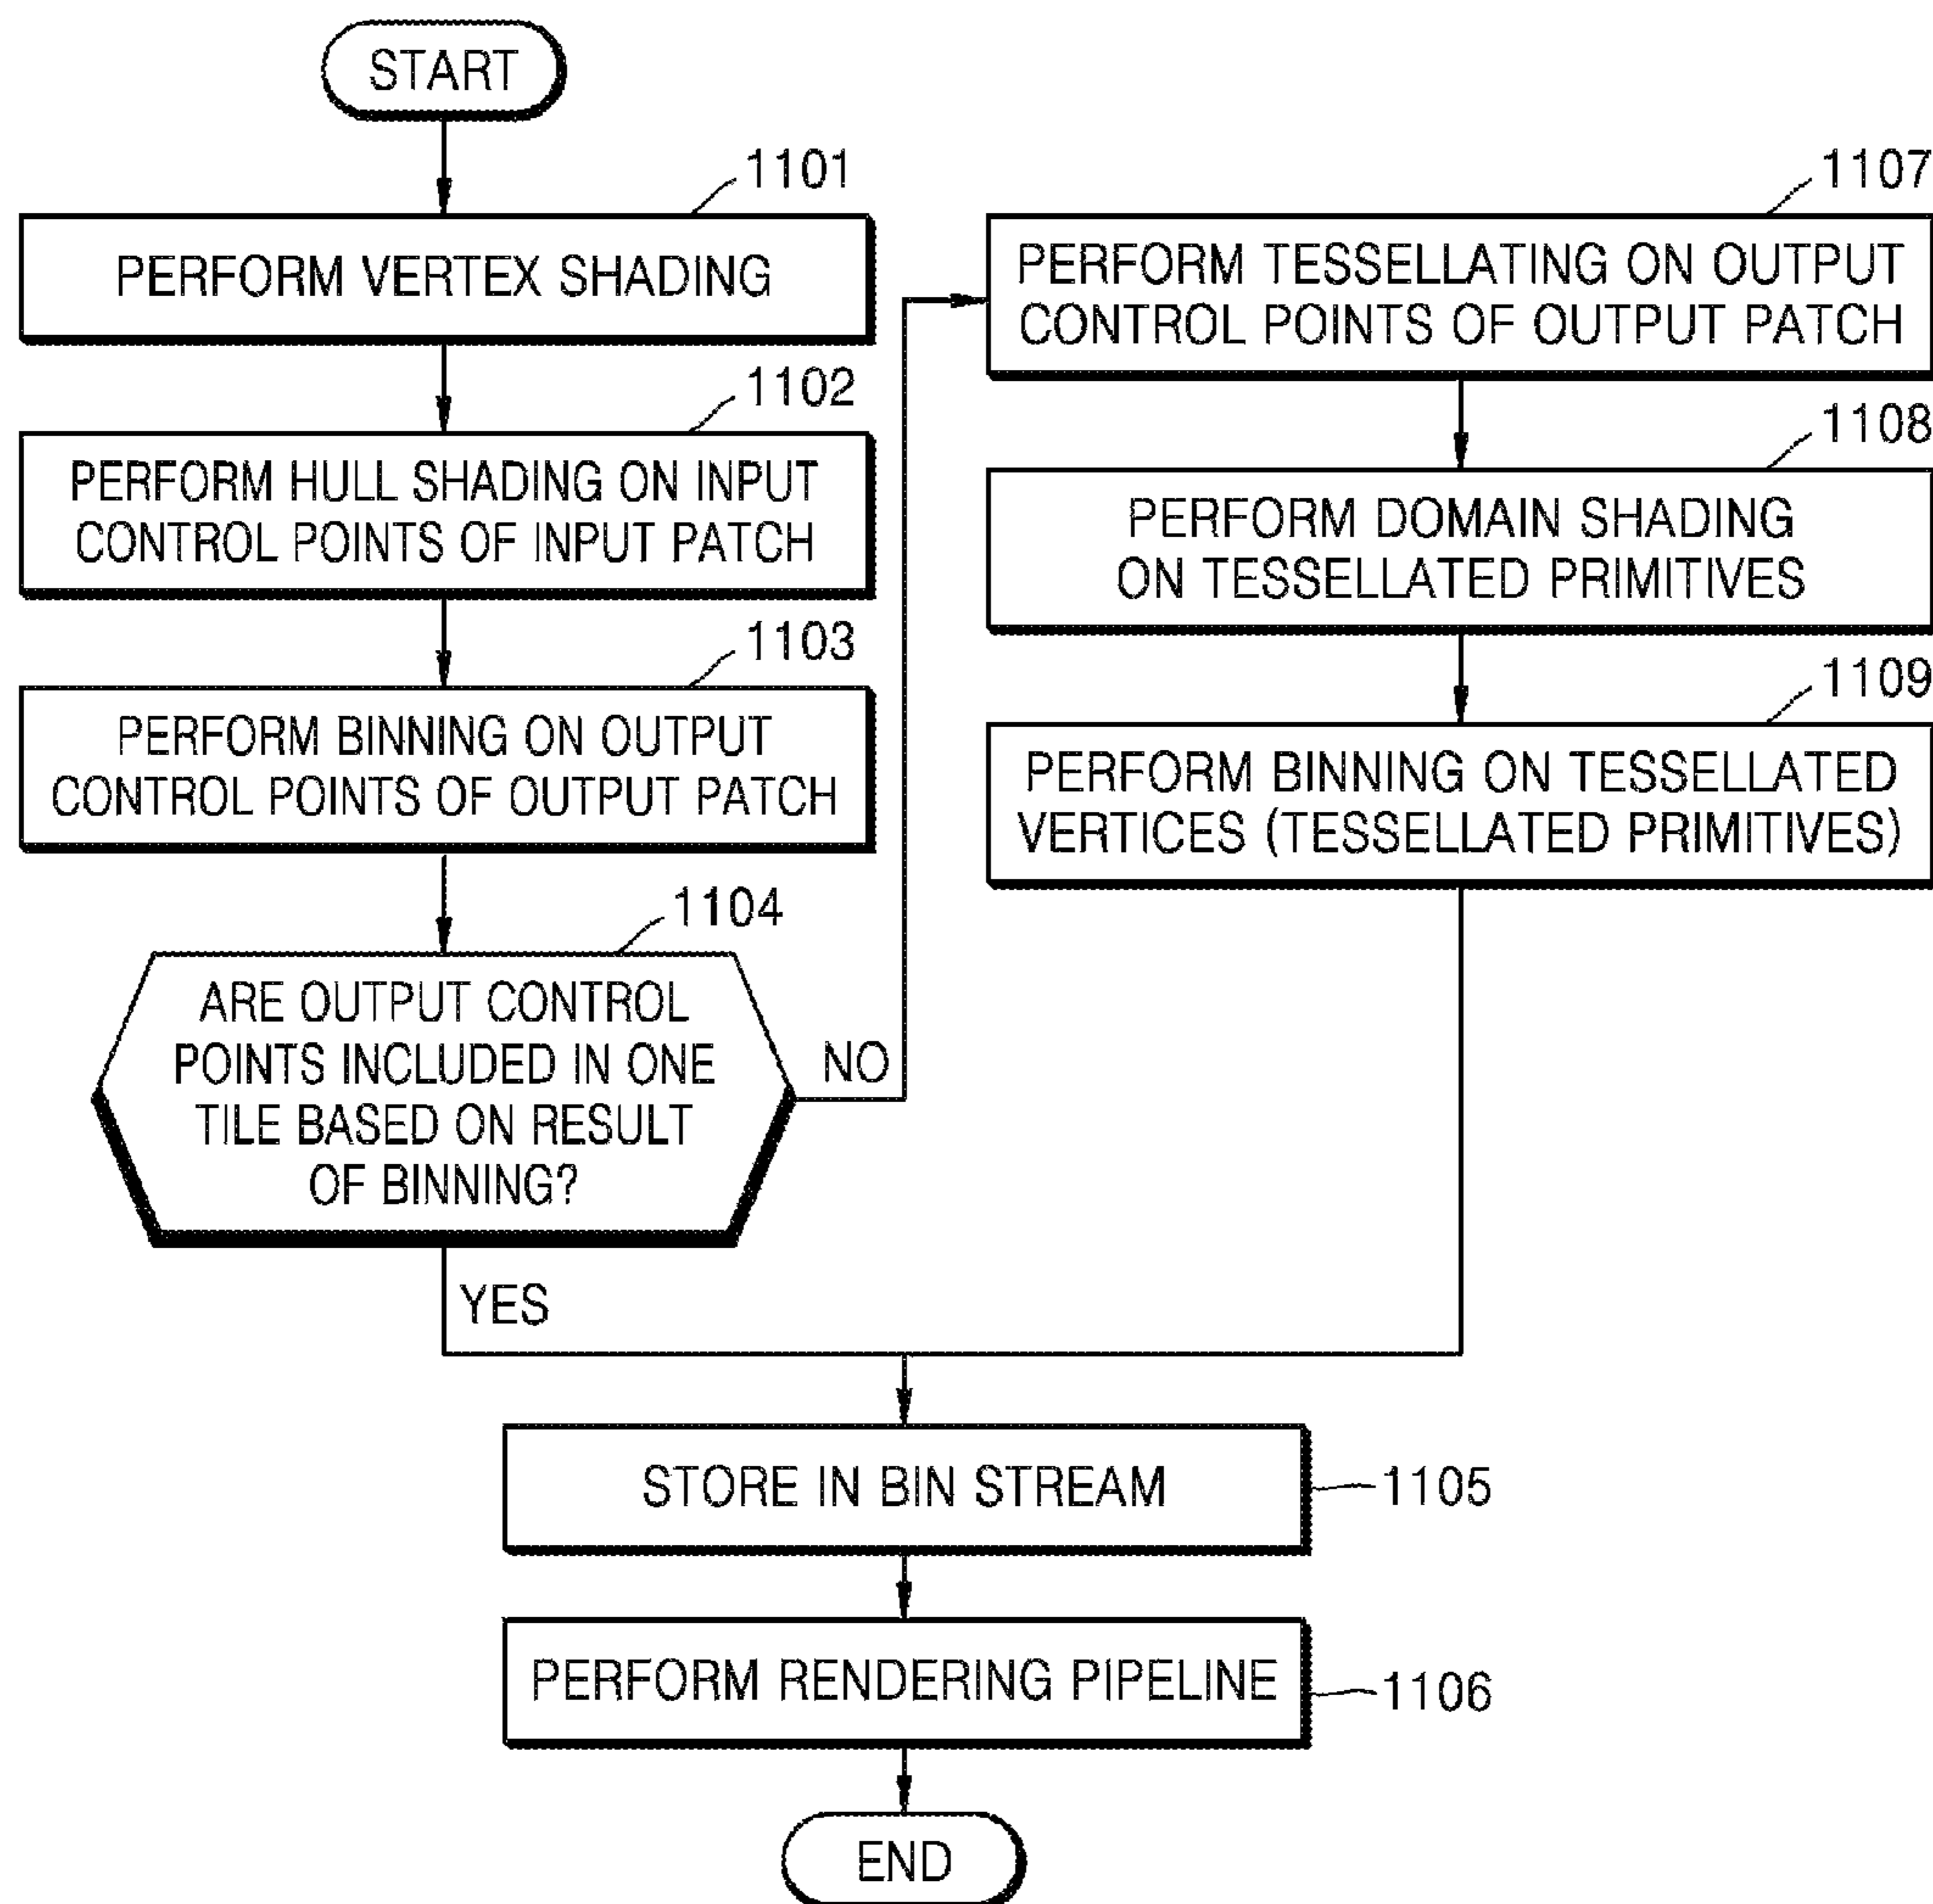 START
1101
PERFORM VERTEX SHADING
1102
PERFORM HULL SHADING ON INPUT
CONTROL POINTS OF INPUT PATCH
1103
PERFORM BINNING ON OUTPUT
CONTROL POINTS OF OUTPUT PATCH
1104
ARE OUTPUT CONTROL
POINTS INCLUDED IN ONE
TILE BASED ON RESULT
OF BINNING?
NO
YES
1107
PERFORM TESSELLATING ON OUTPUT
CONTROL POINTS OF OUTPUT PATCH
1108
PERFORM DOMAIN SHADING
ON TESSELLATED PRIMITIVES
1109
PERFORM BINNING ON TESSELLATED
VERTICES (TESSELLATED PRIMITIVES)
STORE IN BIN STREAM
1105
PERFORM RENDERING PIPELINE
1106
END